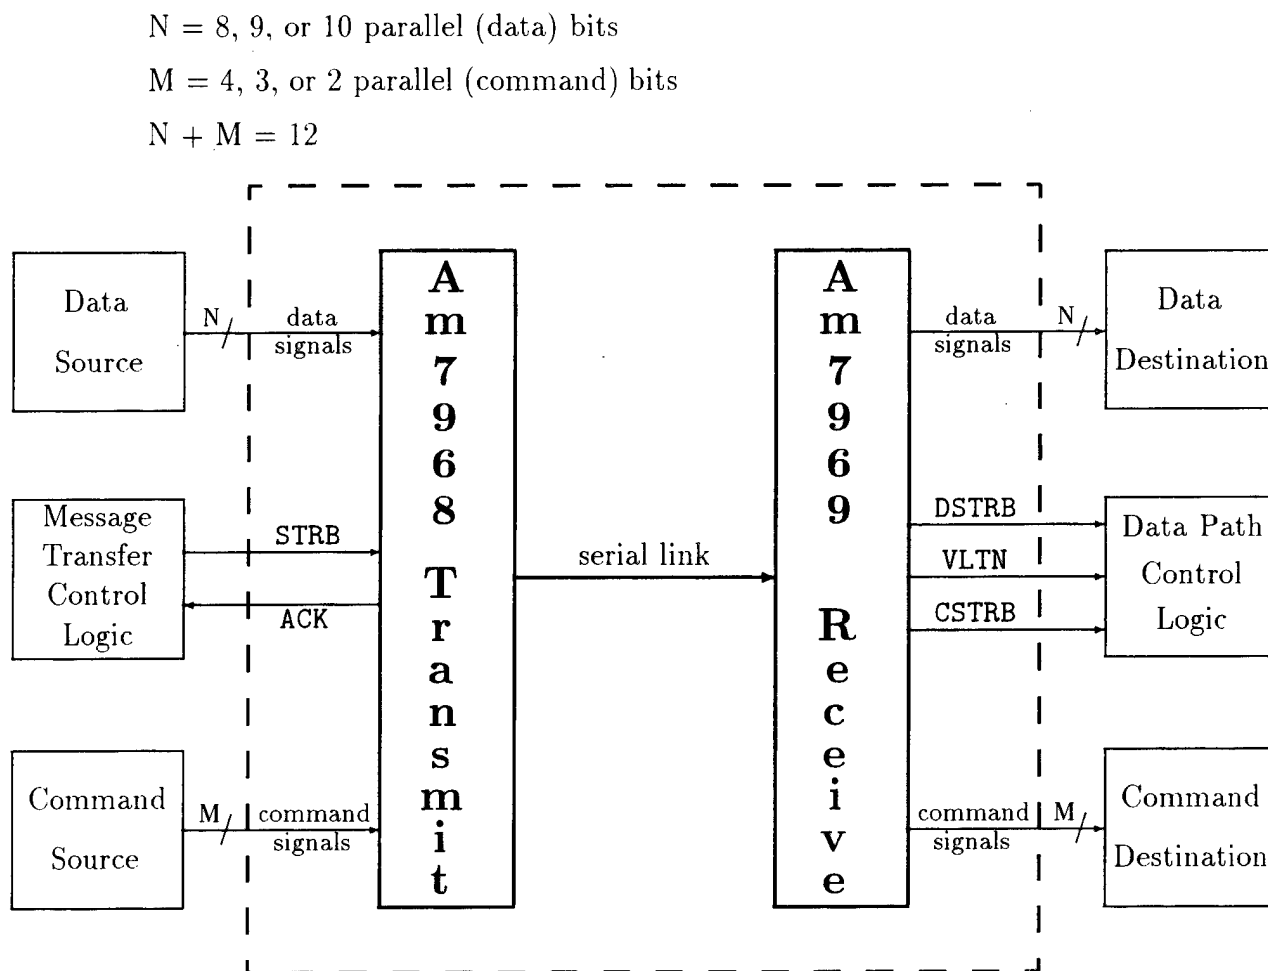 N = 8, 9, or 10 parallel (data) bits
M = 4, 3, or 2 parallel (command) bits
N + M = 12
Data
Source
N
data
signals
Message
Transfer
Control
Logic
STRB
ACK
Command
Source
M
command
signals
Am7968 Transmit
serial link
Am7969 Receive
data
signals
N
Data
Destination
DSTRB
VLTN
CSTRB
Data Path
Control
Logic
command
signals
M
Command
Destination